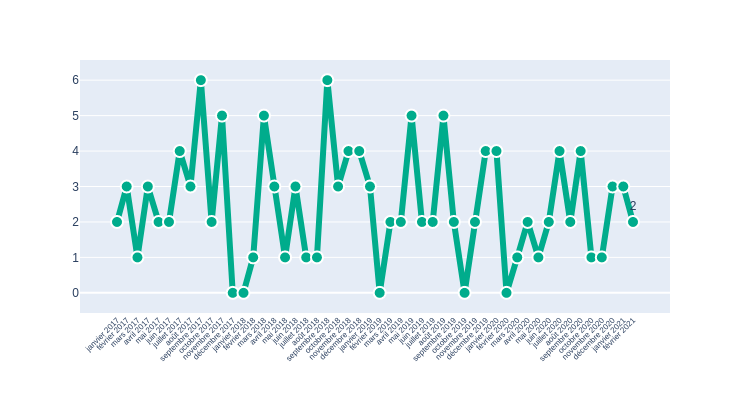 6
5
4
3
2
1
0
2
janvier 2017
février 2017
mars 2017
avril 2017
mai 2017
juin 2017
juillet 2017
août 2017
septembre 2017
octobre 2017
novembre 2017
décembre 2017
janvier 2018
février 2018
mars 2018
avril 2018
mai 2018
juin 2018
juillet 2018
août 2018
septembre 2018
octobre 2018
novembre 2018
décembre 2018
janvier 2019
février 2019
mars 2019
avril 2019
mai 2019
juin 2019
juillet 2019
août 2019
septembre 2019
octobre 2019
novembre 2019
décembre 2019
janvier 2020
février 2020
mars 2020
avril 2020
mai 2020
juin 2020
juillet 2020
août 2020
septembre 2020
octobre 2020
novembre 2020
décembre 2020
janvier 2021
février 2021